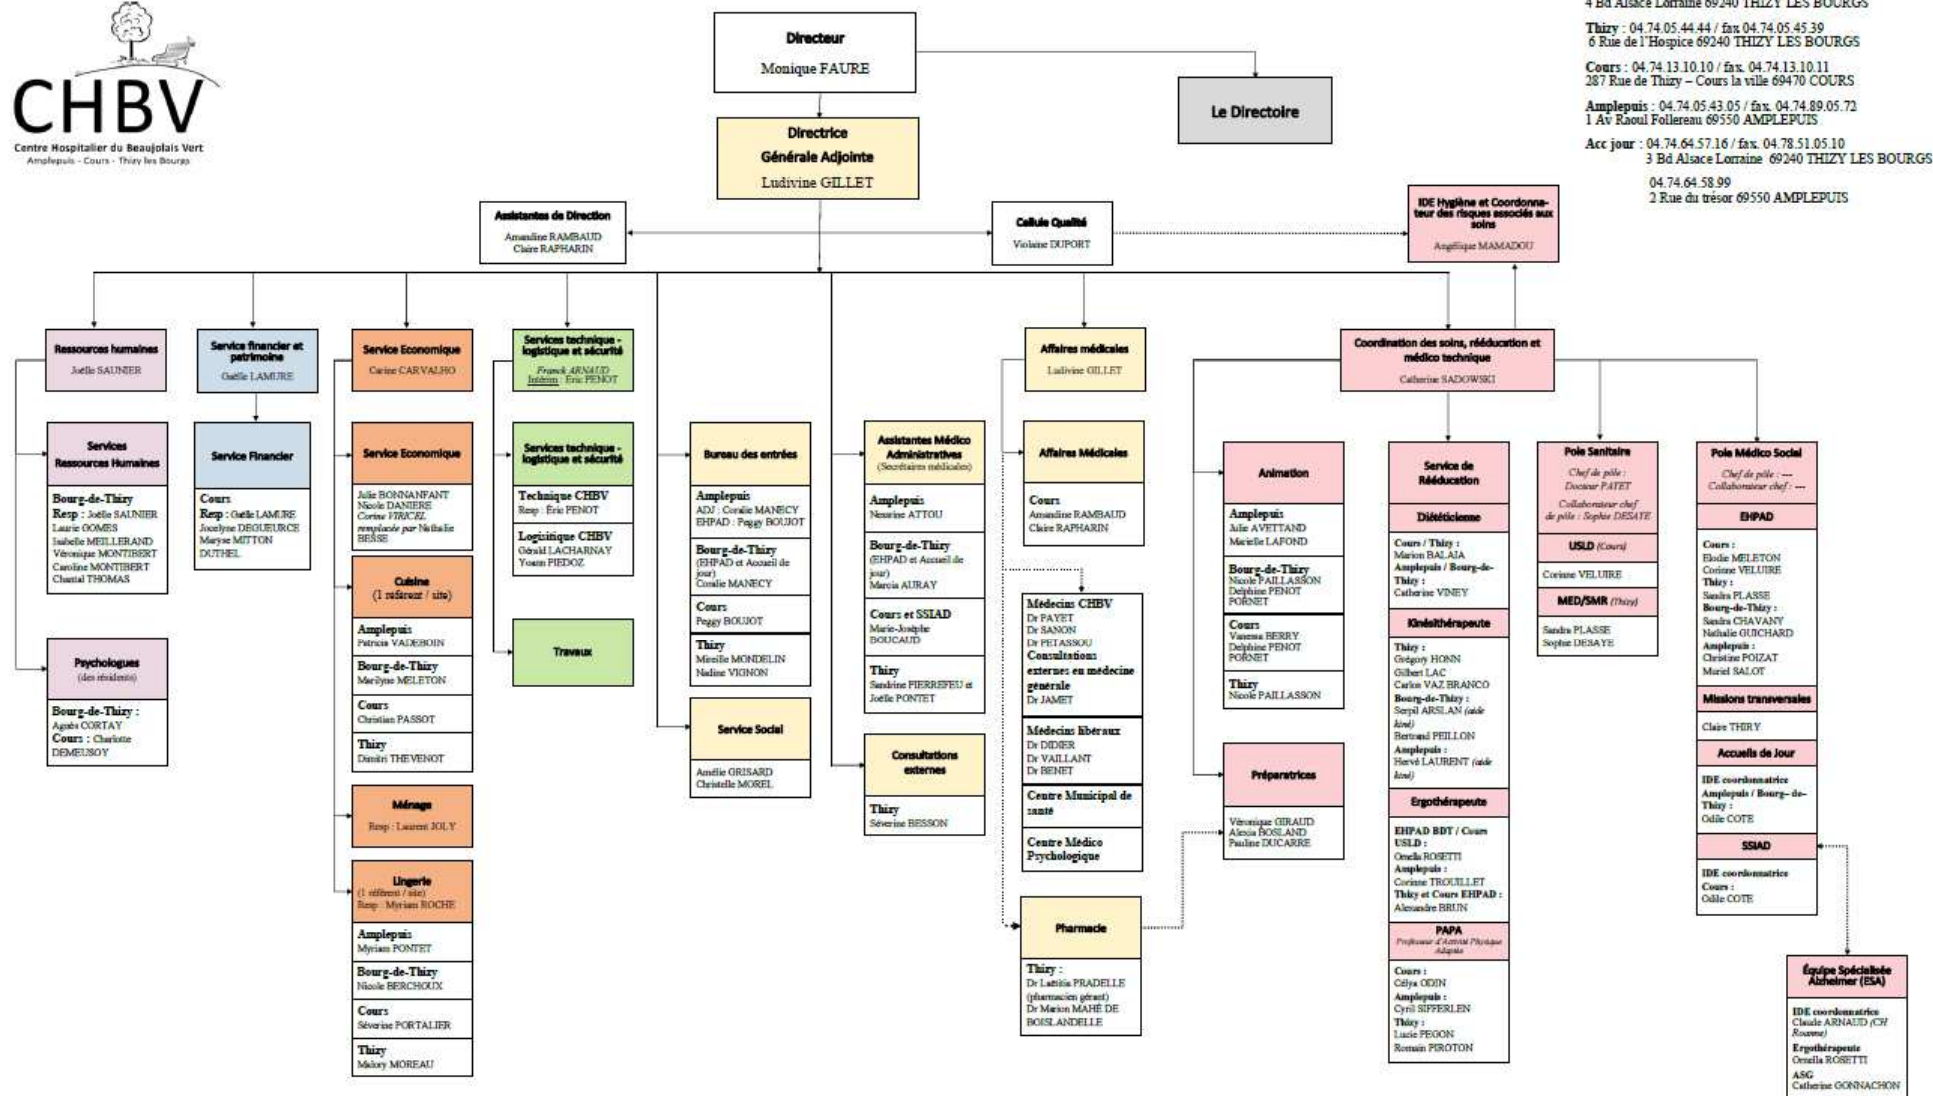 CHBV
Centre Hospitalier du Beaujolais Vert
Amplepuis - Cours - Thizy les Bourgs
Directeur
Monique FAURE
Le Directoire
4 Bd Alsace Lorraine 69240 THIZY LES BOURGS
Thizy : 04.74.05.44.44 / fax 04.74.05.45.39
6 Rue de l'Hospice 69240 THIZY LES BOURGS
Cours : 04.74.13.10.10 / fax. 04.74.13.10.11
287 Rue de Thizy – Cours la ville 69470 COURS
Amplepuis : 04.74.05.43.05 / fax. 04.74.89.05.72
1 Av Raoul Follereau 69550 AMPLEPUIS
Acc jour : 04.74.64.57.16 / fax. 04.78.51.05.10
3 Bd Alsace Lorraine 69240 THIZY LES BOURGS
04.74.64.58.99
2 Rue du trésor 69550 AMPLEPUIS
Directrice
Générale Adjointe
Ludivine GILLET
Assistantes de Direction
Amandine RAMBAUD
Claire RAPHARIN
Cellule Qualité
Violaine DUPORT
IDE Hygiène et Coordonna-
teur des risques associés aux
soins
Angélique MAMADOU
Ressources humaines
Joëlle SAUNIER
Services
Ressources Humaines
Bourg-de-Thizy
Resp : Joëlle SAUNIER
Laurie GOMES
Isabelle MEILLERAND
Véronique MONTIBERT
Caroline MONTIBERT
Chantal THOMAS
Psychologues
(des résidents)
Bourg-de-Thizy :
Agnès CORTAY
Cours : Charlotte
DEMEUSOY
Service financier et
patrimoine
Gaëlle LAMURE
Service Financier
Cours
Resp : Gaëlle LAMURE
Jocelyne DEGUEURCE
Maryse MITTON
DUTHEL
Service Economique
Carine CARVALHO
Service Economique
Julie BONNANFANT
Nicole DANIERE
Corine VIRICEL
remplacée par Nathalie
BESSE
Cuisine
(1 référent / site)
Amplepuis
Patricia VADEBOIN
Bourg-de-Thizy
Marilyne MELETON
Cours
Christian PASSOT
Thizy
Dimitri THEVENOT
Ménage
Resp : Laurent JOLY
Lingerie
(1 référent / site)
Resp : Myriam ROCHE
Amplepuis
Myriam PONTET
Bourg-de-Thizy
Nicole BERCHOUX
Cours
Séverine PORTALIER
Thizy
Malory MOREAU
Services technique -
logistique et sécurité
Franck ARNAUD
Intérim : Eric PENOT
Services technique -
logistique et sécurité
Technique CHBV
Resp : Éric PENOT
Logisitique CHBV
Gérald LACHARNAY
Yoann PIEDOZ
Travaux
Bureau des entrées
Amplepuis
ADJ : Coralie MANECY
EHPAD : Peggy BOUJOT
Bourg-de-Thizy
(EHPAD et Accueil de
jour)
Coralie MANECY
Cours
Peggy BOUJOT
Thizy
Mireille MONDELIN
Nadine VIGNON
Service Social
Amélie GRISARD
Christelle MOREL
Assistantes Médico
Administratives
(Secrétaires médicales)
Amplepuis
Nesrine ATTOU
Bourg-de-Thizy
(EHPAD et Accueil de
jour)
Marcia AURAY
Cours et SSIAD
Marie-Josèphe
BOUCAUD
Thizy
Sandrine PIERREFEU et
Joëlle PONTET
Consultations
externes
Thizy
Séverine BESSON
Affaires médicales
Ludivine GILLET
Affaires Médicales
Cours
Amandine RAMBAUD
Claire RAPHARIN
Médecins CHBV
Dr PAYET
Dr SANON
Dr PETASSOU
Consultations
externes en médecine
générale
Dr JAMET
Médecins libéraux
Dr DIDIER
Dr VAILLANT
Dr BENET
Centre Municipal de
santé
Centre Médico
Psychologique
Pharmacie
Thizy :
Dr Laëtitia PRADELLE
(pharmacien gérant)
Dr Marion MAHÉ DE
BOISLANDELLE
Coordination des soins, rééducation et
médico technique
Catherine SADOWSKI
Animation
Amplepuis
Julie AVETTAND
Marielle LAFOND
Bourg-de-Thizy
Nicole PAILLASSON
Delphine PENOT
PORNET
Cours
Vanessa BERRY
Delphine PENOT
PORNET
Thizy
Nicole PAILLASSON
Préparatrices
Véronique GIRAUD
Alexia BOSLAND
Pauline DUCARRE
Service de
Rééducation
Diététicienne
Cours / Thizy :
Marion BALAIA
Amplepuis / Bourg-de-
Thizy :
Catherine VINEY
Kinésithérapeute
Thizy :
Grégory HONN
Gilbert LAC
Carlos VAZ BRANCO
Bourg-de-Thizy :
Serpil ARSLAN (aide
kiné)
Bertrand PEILLON
Amplepuis :
Hervé LAURENT (aide
kiné)
Ergothérapeute
EHPAD BDT / Cours
USLD :
Ornella ROSETTI
Amplepuis :
Corinne TROUILLET
Thizy et Cours EHPAD :
Alexandre BRUN
PAPA
Professeur d'Activité Physique
Adaptée
Cours :
Célya ODIN
Amplepuis :
Cyril SIFFERLEN
Thizy :
Lucie PEGON
Romain PIROTON
Pole Sanitaire
Chef de pôle :
Docteur PAYET
Collaborateur chef
de pôle : Sophie DESAYE
USLD (Cours)
Corinne VELUIRE
MED/SMR (Thizy)
Sandra PLASSE
Sophie DESAYE
Pole Médico Social
Chef de pôle : ---
Collaborateur chef : ---
EHPAD
Cours :
Elodie MELETON
Corinne VELUIRE
Thizy :
Sandra PLASSE
Bourg-de-Thizy :
Sandra CHAVANY
Nathalie GUICHARD
Amplepuis :
Christine POIZAT
Muriel SALOT
Missions transversales
Claire THIRY
Accueils de Jour
IDE coordonnatrice
Amplepuis / Bourg- de-
Thizy :
Odile COTE
SSIAD
IDE coordonnatrice
Cours :
Odile COTE
Équipe Spécialisée
Alzheimer (ESA)
IDE coordonnatrice
Claude ARNAUD (CH
Roanne)
Ergothérapeute
Ornella ROSETTI
ASG
Catherine GONNACHON